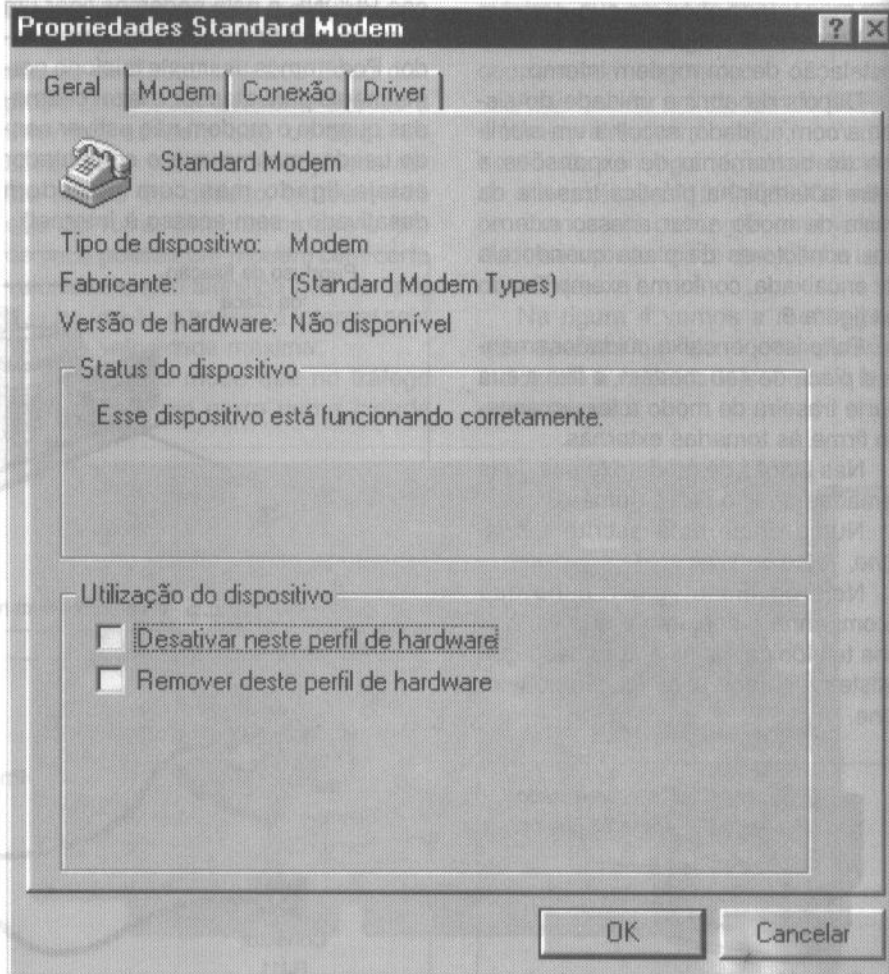 Propriedades Standard Modem
Geral
Modem
Conexão
Driver
Standard Modem
Tipo de dispositivo: Modem
Fabricante: (Standard Modem Types)
Versão de hardware: Não disponível
Status do dispositivo
Esse dispositivo está funcionando corretamente.
Utilização do dispositivo
Desativar neste perfil de hardware
Remover deste perfil de hardware
OK
Cancelar